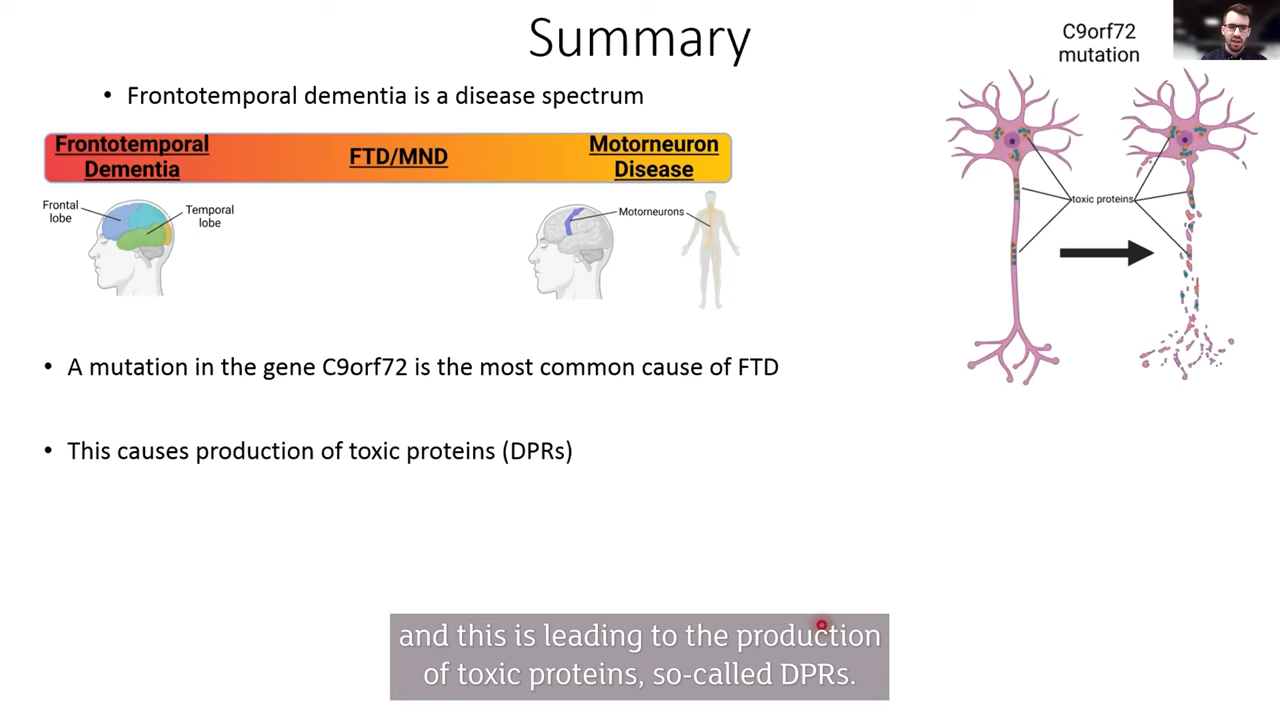 Summary
C9orf72
mutation
• Frontotemporal dementia is a disease spectrum
Frontotemporal
Dementia
FTD/MND
Motorneuron
Disease
Frontal
lobe
Temporal
lobe
Motorneurons
toxic proteins
• A mutation in the gene C9orf72 is the most common cause of FTD
• This causes production of toxic proteins (DPRs)
and this is leading to the production
of toxic proteins, so-called DPRs.